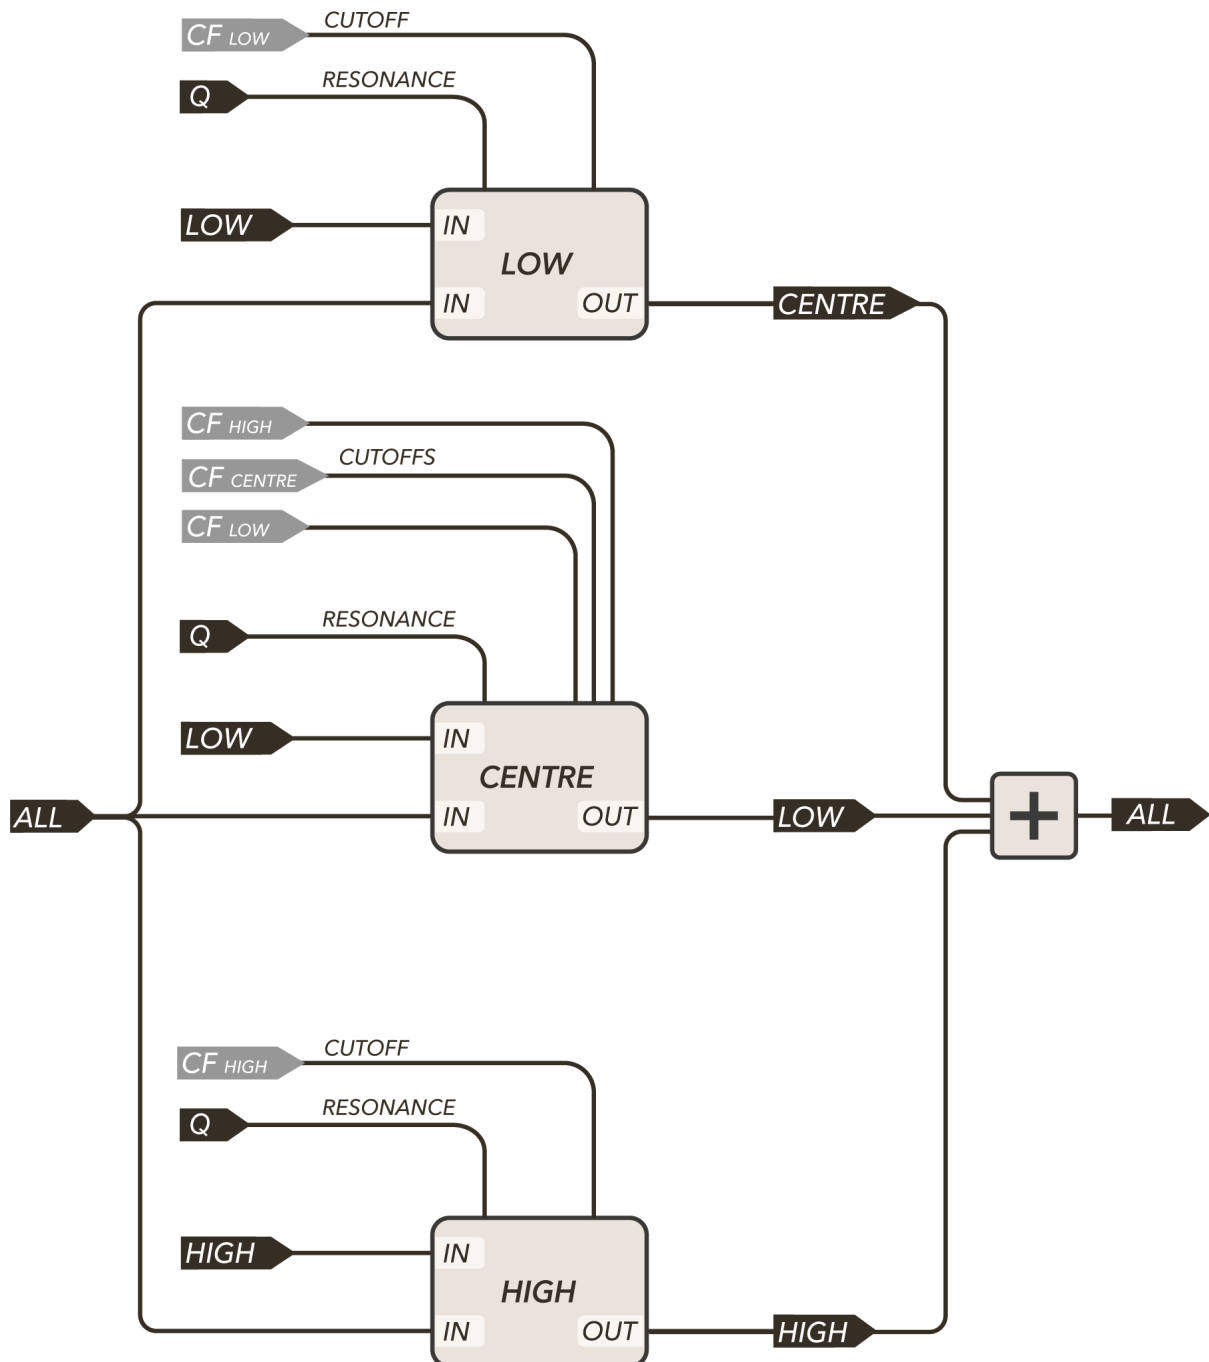 CF LOW
CUTOFF
Q
RESONANCE
LOW
IN
LOW
IN
OUT
CENTRE
CF HIGH
CF CENTRE
CUTOFFS
CF LOW
Q
RESONANCE
LOW
IN
CENTRE
ALL
IN
OUT
LOW
ALL
CF HIGH
CUTOFF
Q
RESONANCE
HIGH
IN
HIGH
IN
OUT
HIGH